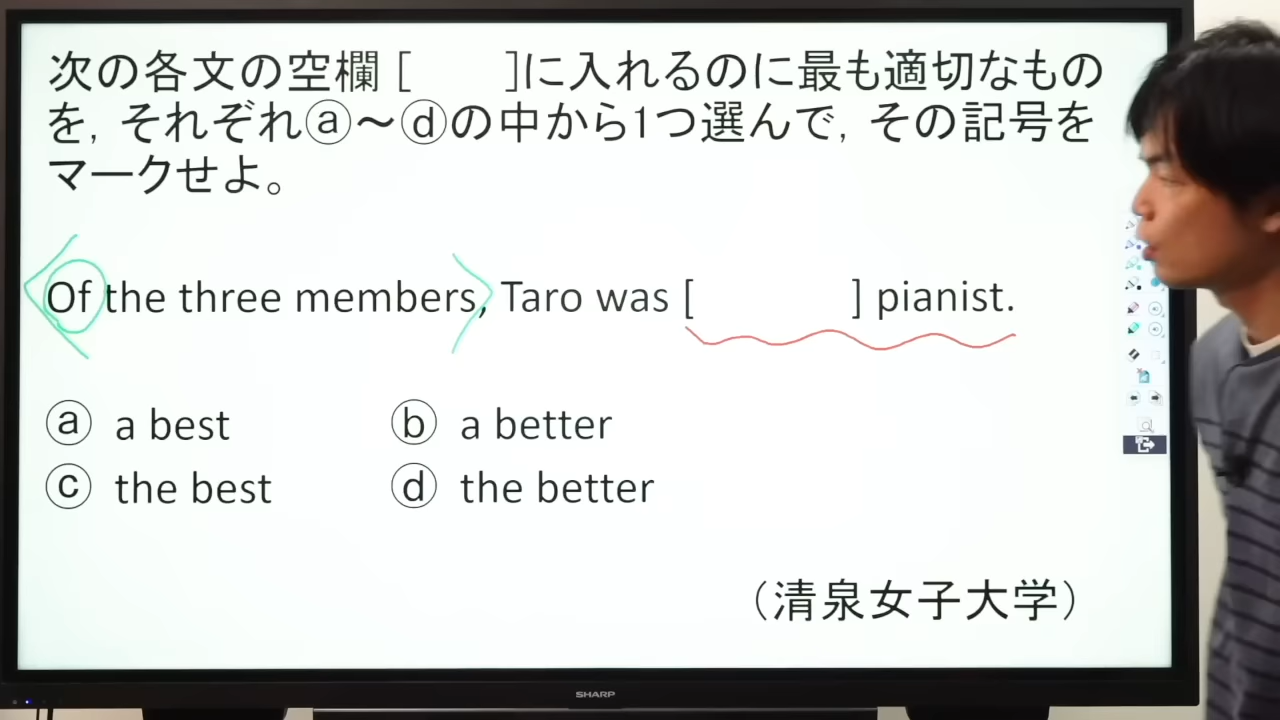 次の各文の空欄 [　　]に入れるのに最も適切なもの
を, それぞれⓐ～ⓓの中から1つ選んで, その記号を
マークせよ。
Of the three members, Taro was [　　　] pianist.
ⓐ a best　ⓑ a better
ⓒ the best　ⓓ the better
（清泉女子大学）
SHARP